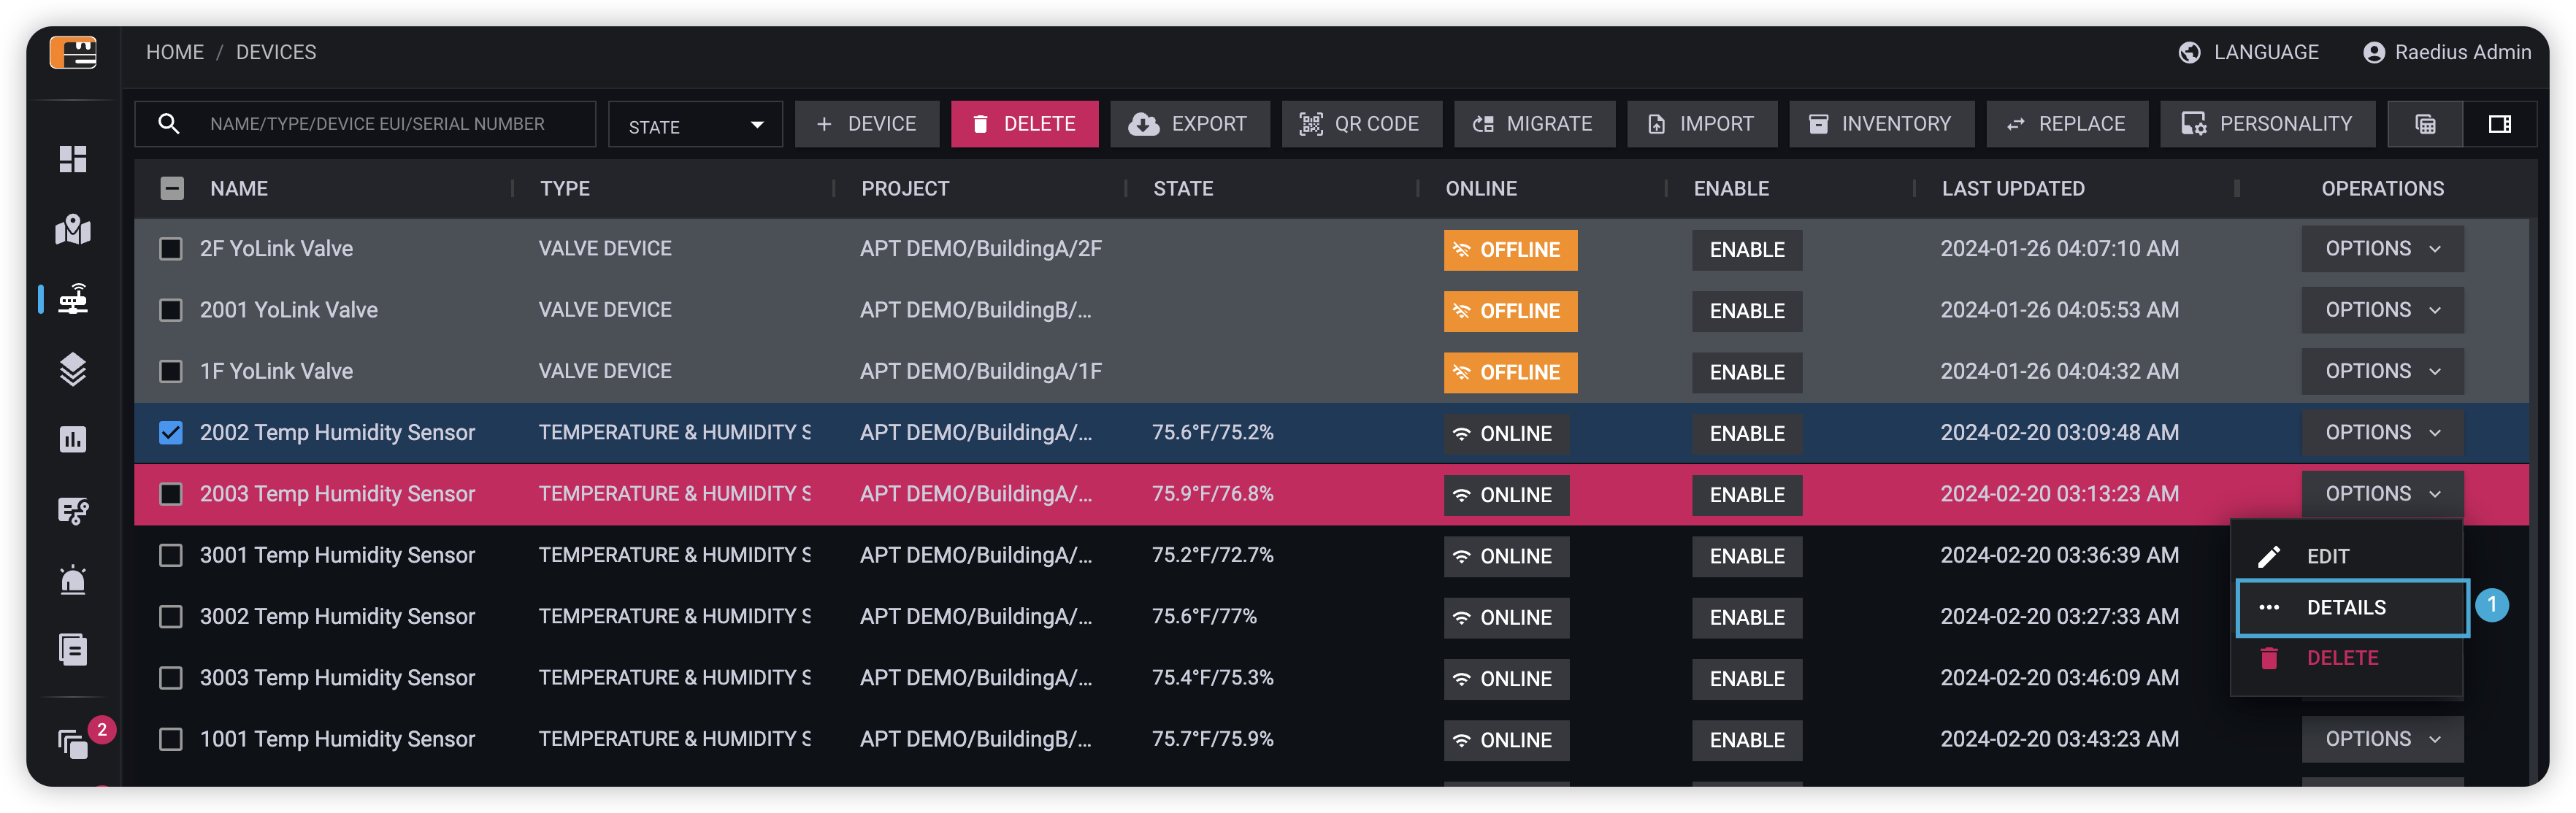 HOME / DEVICES LANGUAGE Raedius Admin
NAME/TYPE/DEVICE EUI/SERIAL NUMBER STATE + DEVICE DELETE EXPORT QR CODE MIGRATE IMPORT INVENTORY REPLACE PERSONALITY
NAME TYPE PROJECT STATE ONLINE ENABLE LAST UPDATED OPERATIONS
2F YoLink Valve VALVE DEVICE APT DEMO/BuildingA/2F OFFLINE ENABLE 2024-01-26 04:07:10 AM OPTIONS
2001 YoLink Valve VALVE DEVICE APT DEMO/BuildingB/... OFFLINE ENABLE 2024-01-26 04:05:53 AM OPTIONS
1F YoLink Valve VALVE DEVICE APT DEMO/BuildingA/1F OFFLINE ENABLE 2024-01-26 04:04:32 AM OPTIONS
2002 Temp Humidity Sensor TEMPERATURE & HUMIDITY S APT DEMO/BuildingA/... 75.6°F/75.2% ONLINE ENABLE 2024-02-20 03:09:48 AM OPTIONS
2003 Temp Humidity Sensor TEMPERATURE & HUMIDITY S APT DEMO/BuildingA/... 75.9°F/76.8% ONLINE ENABLE 2024-02-20 03:13:23 AM OPTIONS
3001 Temp Humidity Sensor TEMPERATURE & HUMIDITY S APT DEMO/BuildingA/... 75.2°F/72.7% ONLINE ENABLE 2024-02-20 03:36:39 AM EDIT
3002 Temp Humidity Sensor TEMPERATURE & HUMIDITY S APT DEMO/BuildingA/... 75.6°F/77% ONLINE ENABLE 2024-02-20 03:27:33 AM DETAILS 1
3003 Temp Humidity Sensor TEMPERATURE & HUMIDITY S APT DEMO/BuildingA/... 75.4°F/75.3% ONLINE ENABLE 2024-02-20 03:46:09 AM DELETE
2
1001 Temp Humidity Sensor TEMPERATURE & HUMIDITY S APT DEMO/BuildingB/... 75.7°F/75.9% ONLINE ENABLE 2024-02-20 03:43:23 AM OPTIONS